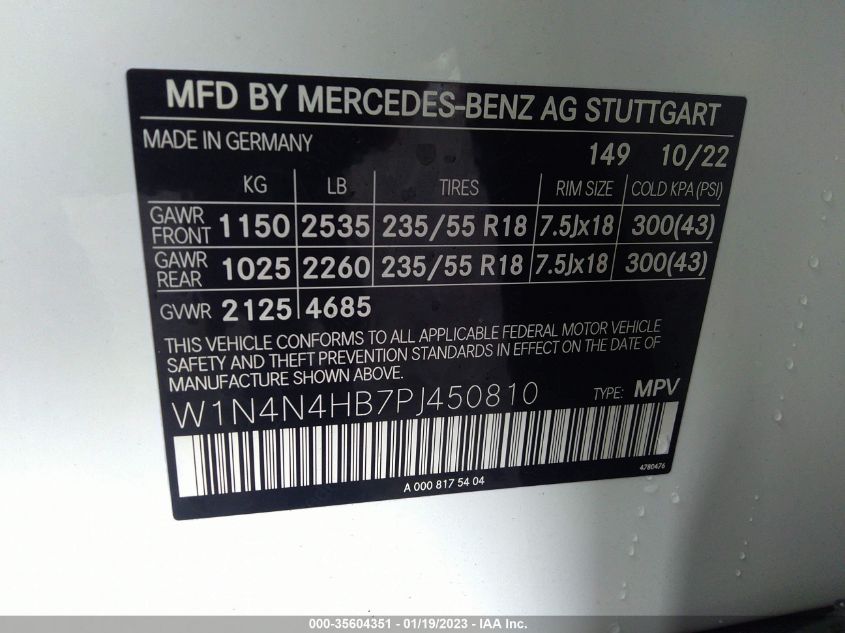 MFD BY MERCEDES-BENZ AG STUTTGART
MADE IN GERMANY 149 10/22
KG LB TIRES RIM SIZE COLD KPA (PSI)
GAWR FRONT 1150 2535 235/55 R18 7.5Jx18 300(43)
GAWR REAR 1025 2260 235/55 R18 7.5Jx18 300(43)
GVWR 2125 4685
THIS VEHICLE CONFORMS TO ALL APPLICABLE FEDERAL MOTOR VEHICLE
SAFETY AND THEFT PREVENTION STANDARDS IN EFFECT ON THE DATE OF
MANUFACTURE SHOWN ABOVE.
W1N4N4HB7PJ450810 TYPE: MPV
4780476
A 000 817 54 04
000-35604351 - 01/19/2023 - IAA Inc.